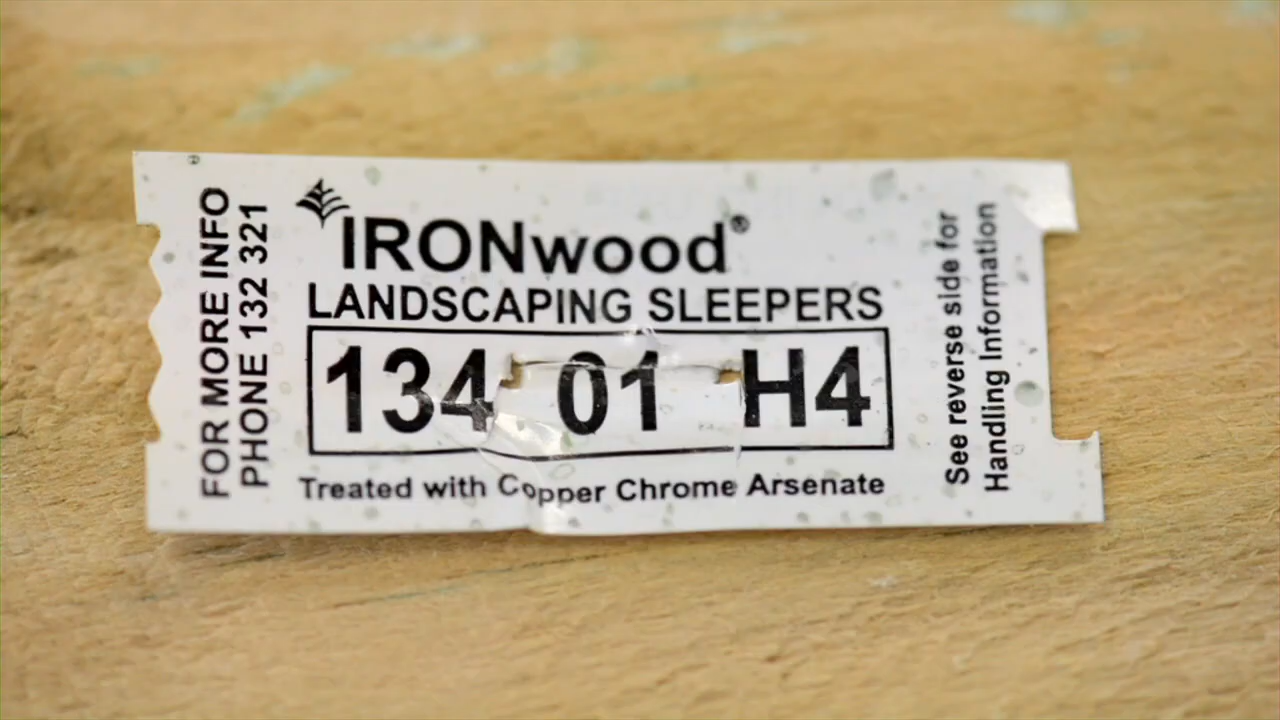 FOR MORE INFO
PHONE 132 321
IRONwood®
LANDSCAPING SLEEPERS
134 01 H4
Treated with Copper Chrome Arsenate
See reverse side for
Handling Information